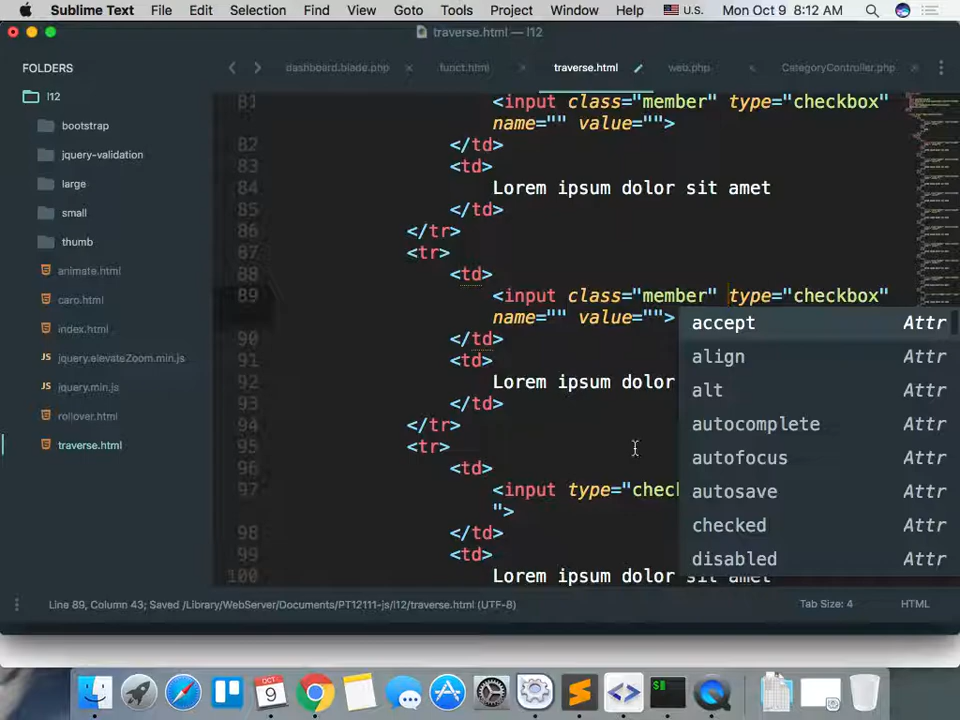 Sublime Text File Edit Selection Find View Goto Tools Project Window Help U.S. Mon Oct 9 8:12 AM
traverse.html — l12
FOLDERS
l12
bootstrap
jquery-validation
large
small
thumb
animate.html
caro.html
index.html
jquery.elevateZoom.min.js
jquery.min.js
rollover.html
traverse.html
dashboard.blade.php × funct.html × traverse.html web.php × CategoryController.php ×
81 <input class="member" type="checkbox"
name="" value="">
82 </td>
83 <td>
84 Lorem ipsum dolor sit amet
85 </td>
86 </tr>
87 <tr>
88 <td>
89 <input class="member" type="checkbox"
name="" value="">
90 </td>
91 <td>
92 Lorem ipsum dolor
93 </td>
94 </tr>
95 <tr>
96 <td>
97 <input type="check
">
98 </td>
99 <td>
100 Lorem ipsum dolor sit amet
accept Attr
align Attr
alt Attr
autocomplete Attr
autofocus Attr
autosave Attr
checked Attr
disabled Attr
Line 89, Column 43; Saved /Library/WebServer/Documents/PT12111-js/l12/traverse.html (UTF-8) Tab Size: 4 HTML
9